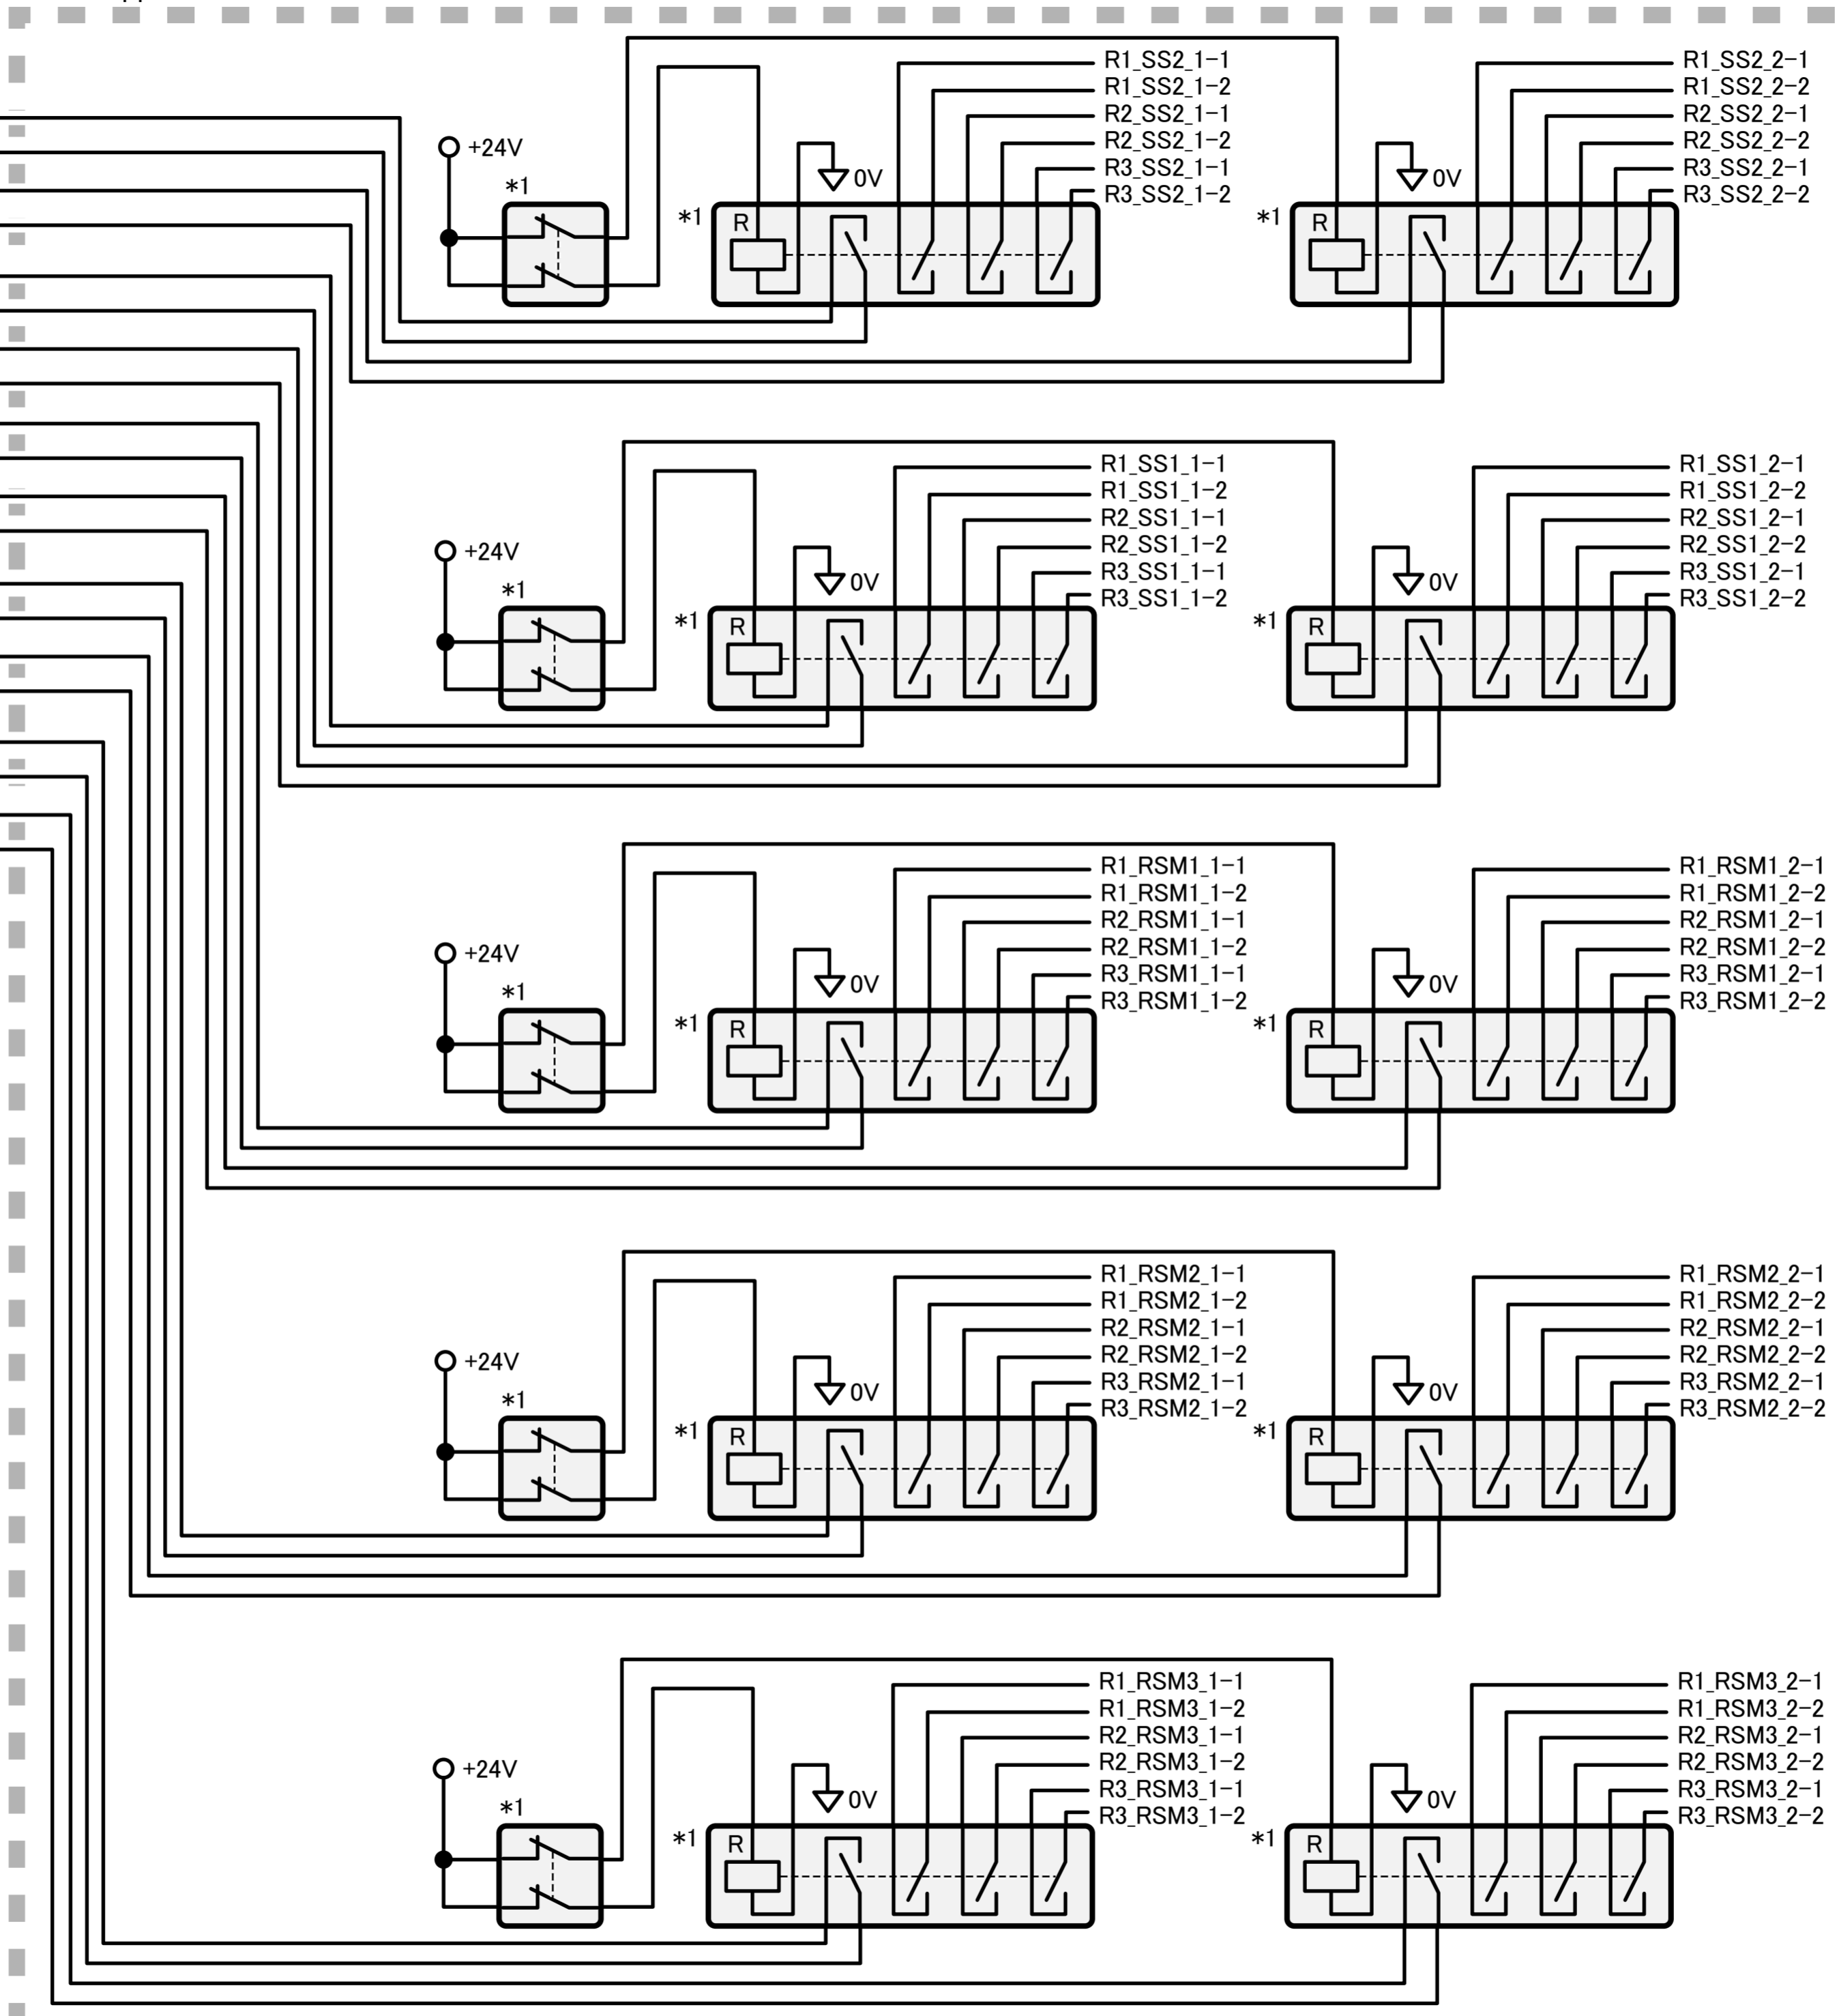 R1_SS2_1-1
R1_SS2_1-2
R2_SS2_1-1
R2_SS2_1-2
R3_SS2_1-1
R3_SS2_1-2
R1_SS2_2-1
R1_SS2_2-2
R2_SS2_2-1
R2_SS2_2-2
R3_SS2_2-1
R3_SS2_2-2
+24V
*1
*1
R
0V
*1
R
0V
R1_SS1_1-1
R1_SS1_1-2
R2_SS1_1-1
R2_SS1_1-2
R3_SS1_1-1
R3_SS1_1-2
R1_SS1_2-1
R1_SS1_2-2
R2_SS1_2-1
R2_SS1_2-2
R3_SS1_2-1
R3_SS1_2-2
+24V
*1
*1
R
0V
*1
R
0V
R1_RSM1_1-1
R1_RSM1_1-2
R2_RSM1_1-1
R2_RSM1_1-2
R3_RSM1_1-1
R3_RSM1_1-2
R1_RSM1_2-1
R1_RSM1_2-2
R2_RSM1_2-1
R2_RSM1_2-2
R3_RSM1_2-1
R3_RSM1_2-2
+24V
*1
*1
R
0V
*1
R
0V
R1_RSM2_1-1
R1_RSM2_1-2
R2_RSM2_1-1
R2_RSM2_1-2
R3_RSM2_1-1
R3_RSM2_1-2
R1_RSM2_2-1
R1_RSM2_2-2
R2_RSM2_2-1
R2_RSM2_2-2
R3_RSM2_2-1
R3_RSM2_2-2
+24V
*1
*1
R
0V
*1
R
0V
R1_RSM3_1-1
R1_RSM3_1-2
R2_RSM3_1-1
R2_RSM3_1-2
R3_RSM3_1-1
R3_RSM3_1-2
R1_RSM3_2-1
R1_RSM3_2-2
R2_RSM3_2-1
R2_RSM3_2-2
R3_RSM3_2-1
R3_RSM3_2-2
+24V
*1
*1
R
0V
*1
R
0V